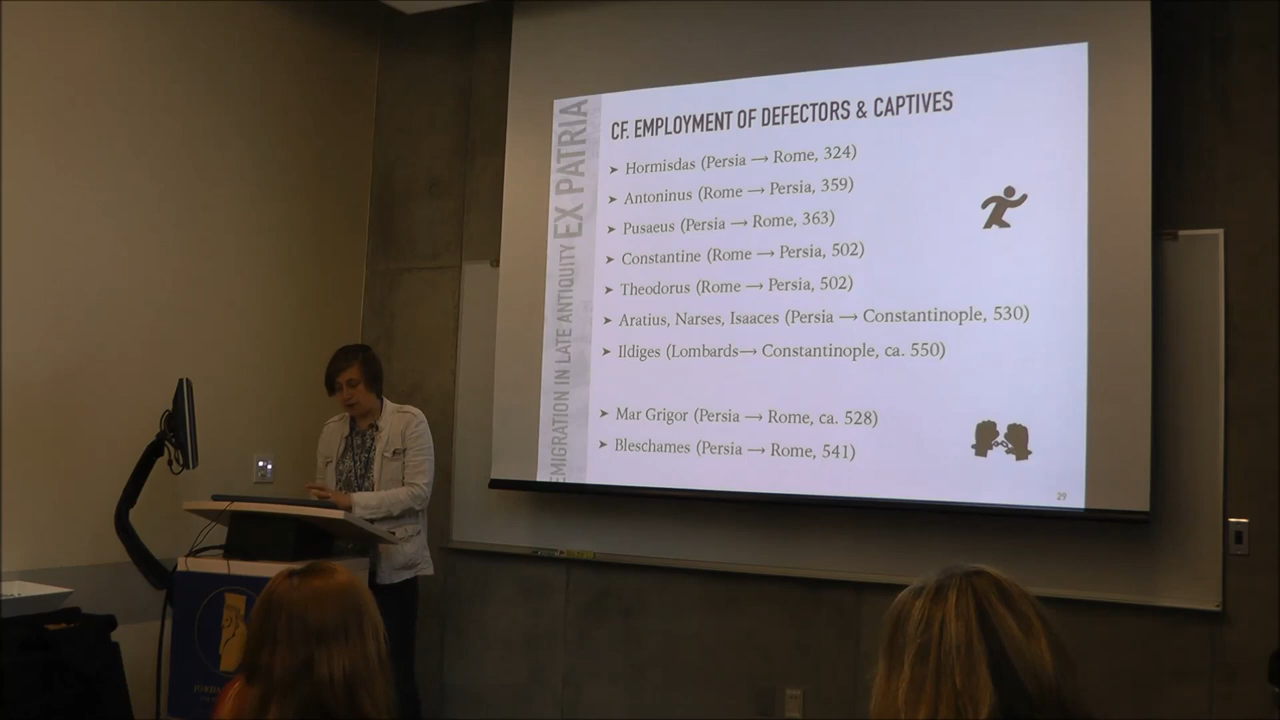 CF. EMPLOYMENT OF DEFECTORS & CAPTIVES
➤ Hormisdas (Persia → Rome, 324)
➤ Antoninus (Rome → Persia, 359)
➤ Pusaeus (Persia → Rome, 363)
➤ Constantine (Rome → Persia, 502)
➤ Theodorus (Rome → Persia, 502)
➤ Aratius, Narses, Isaaces (Persia → Constantinople, 530)
➤ Ildiges (Lombards→ Constantinople, ca. 550)
➤ Mar Grigor (Persia → Rome, ca. 528)
➤ Bleschames (Persia → Rome, 541)
29
EMIGRATION IN LATE ANTIQUITY EX PATRIA